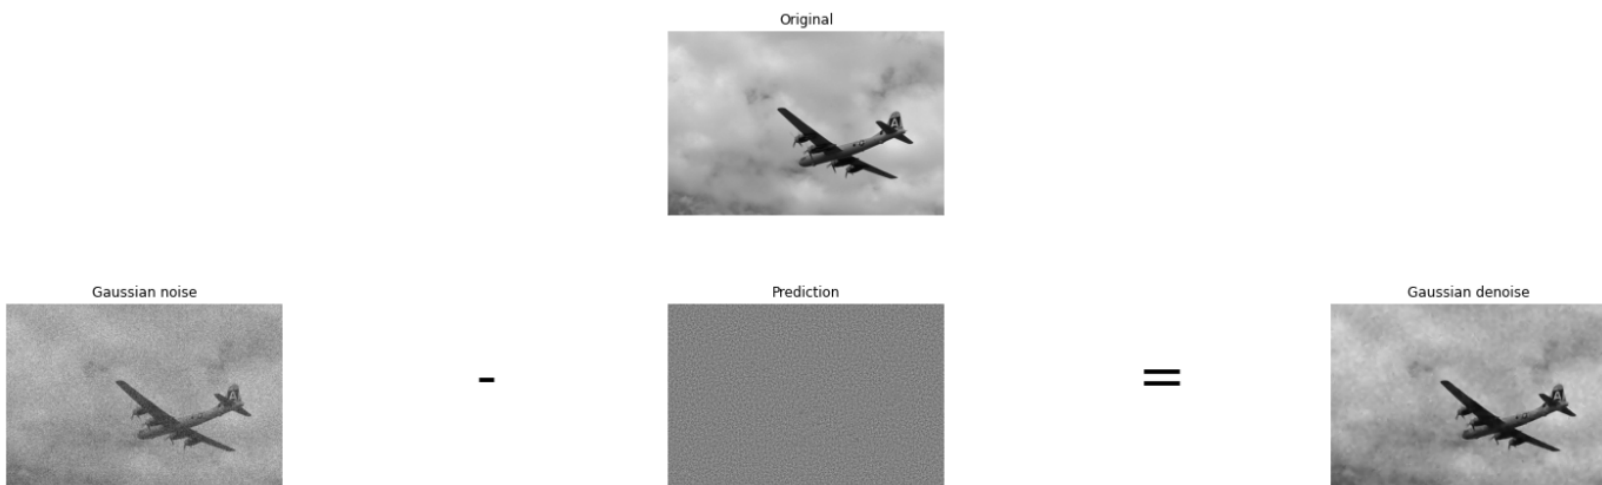 Original
A
Gaussian noise
Prediction
Gaussian denoise
A
-
=
A